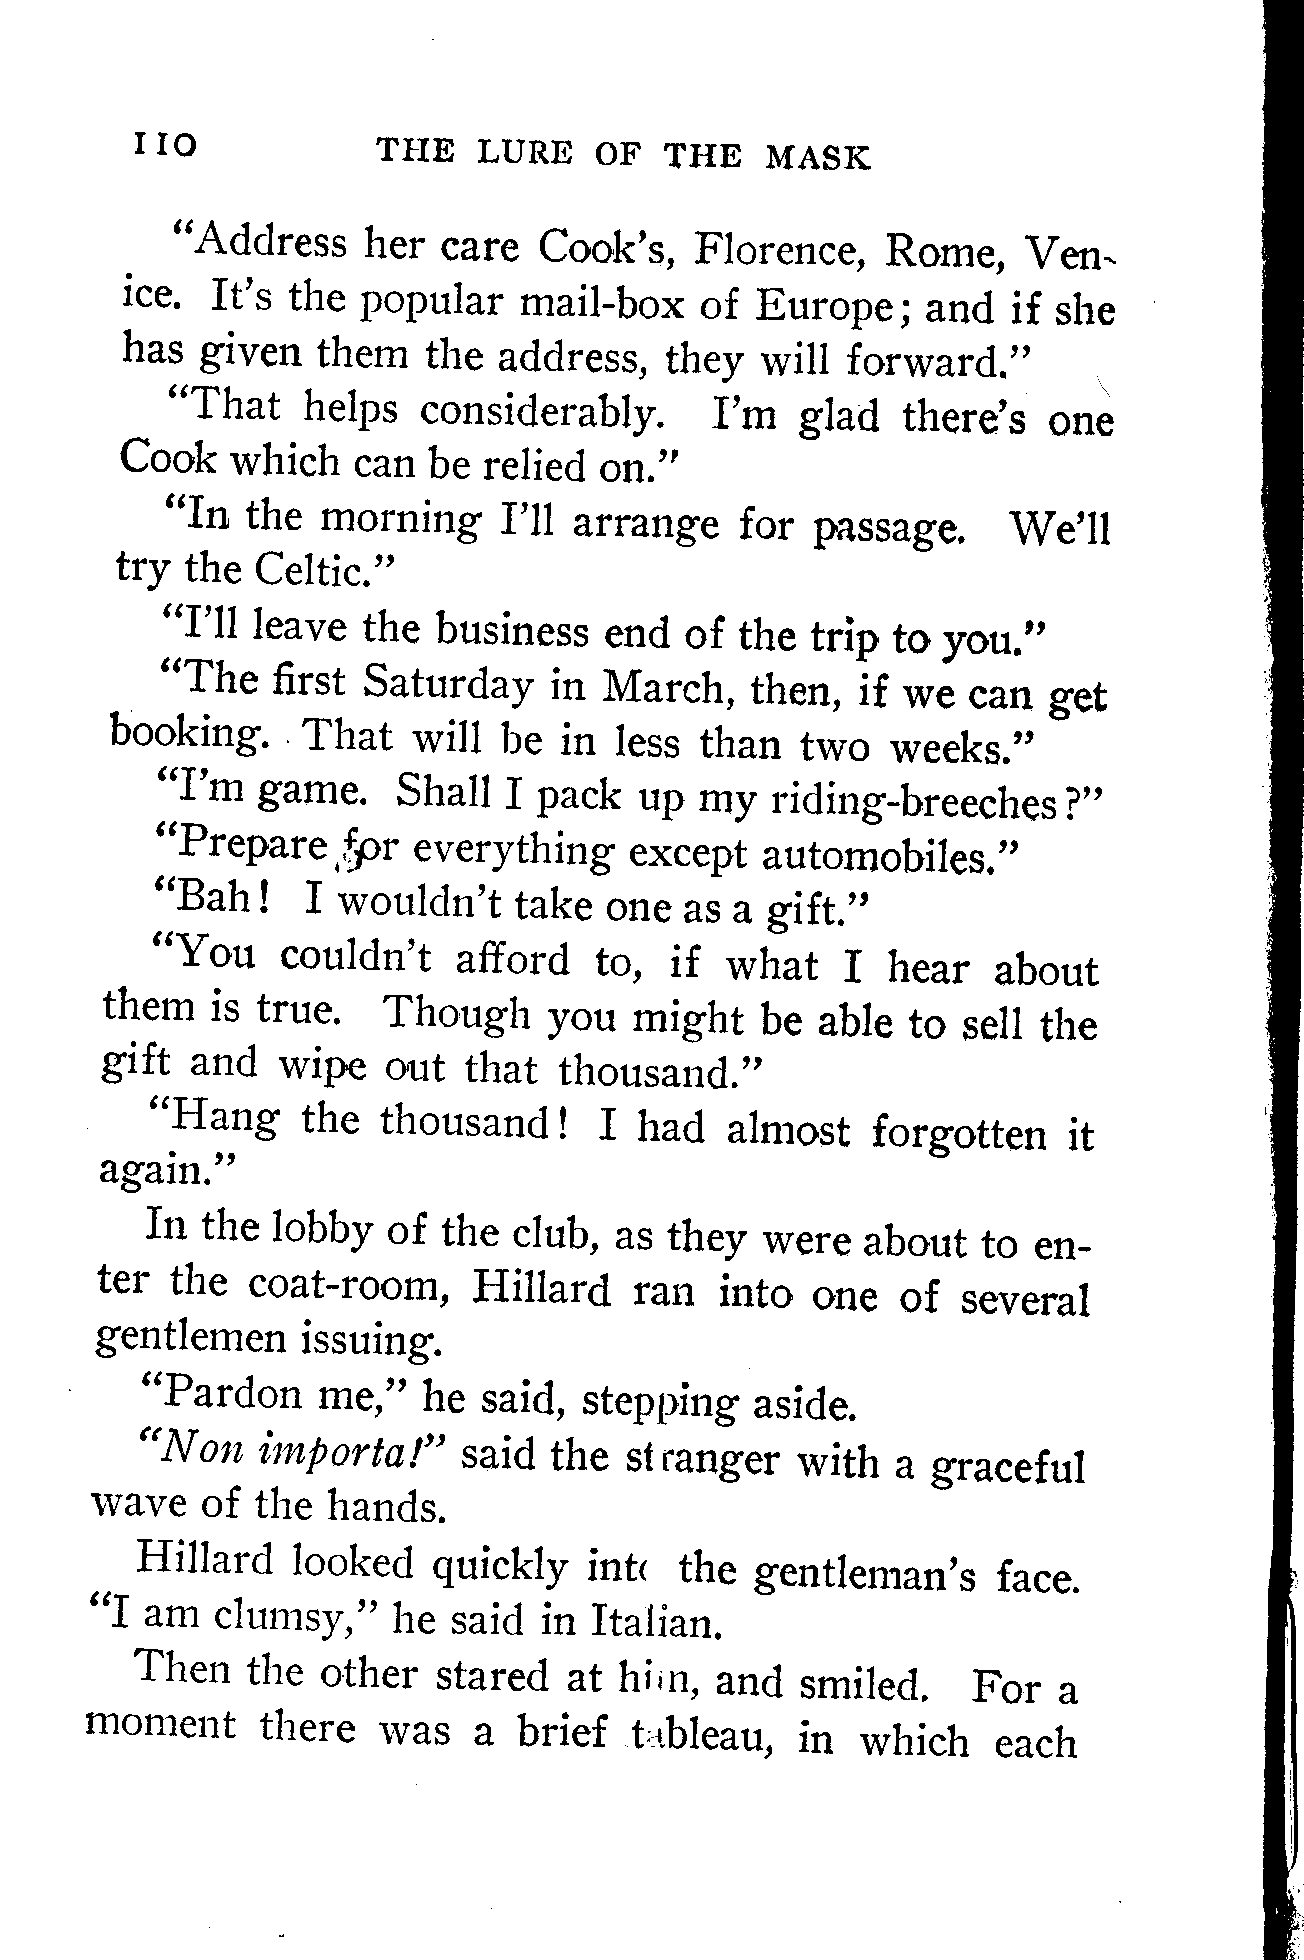 110 THE LURE OF THE MASK
“Address her care Cook’s, Florence, Rome, Ven-
ice. It’s the popular mail-box of Europe; and if she
has given them the address, they will forward.”
“That helps considerably. I’m glad there’s one
Cook which can be relied on.”
“In the morning I’ll arrange for passage. We’ll
try the Celtic.”
“I’ll leave the business end of the trip to you.”
“The first Saturday in March, then, if we can get
booking. That will be in less than two weeks.”
“I’m game. Shall I pack up my riding-breeches?”
“Prepare for everything except automobiles.”
“Bah! I wouldn’t take one as a gift.”
“You couldn’t afford to, if what I hear about
them is true. Though you might be able to sell the
gift and wipe out that thousand.”
“Hang the thousand! I had almost forgotten it
again.”
In the lobby of the club, as they were about to en-
ter the coat-room, Hillard ran into one of several
gentlemen issuing.
“Pardon me,” he said, stepping aside.
“Non importa!” said the stranger with a graceful
wave of the hands.
Hillard looked quickly into the gentleman’s face.
“I am clumsy,” he said in Italian.
Then the other stared at him, and smiled. For a
moment there was a brief tableau, in which each